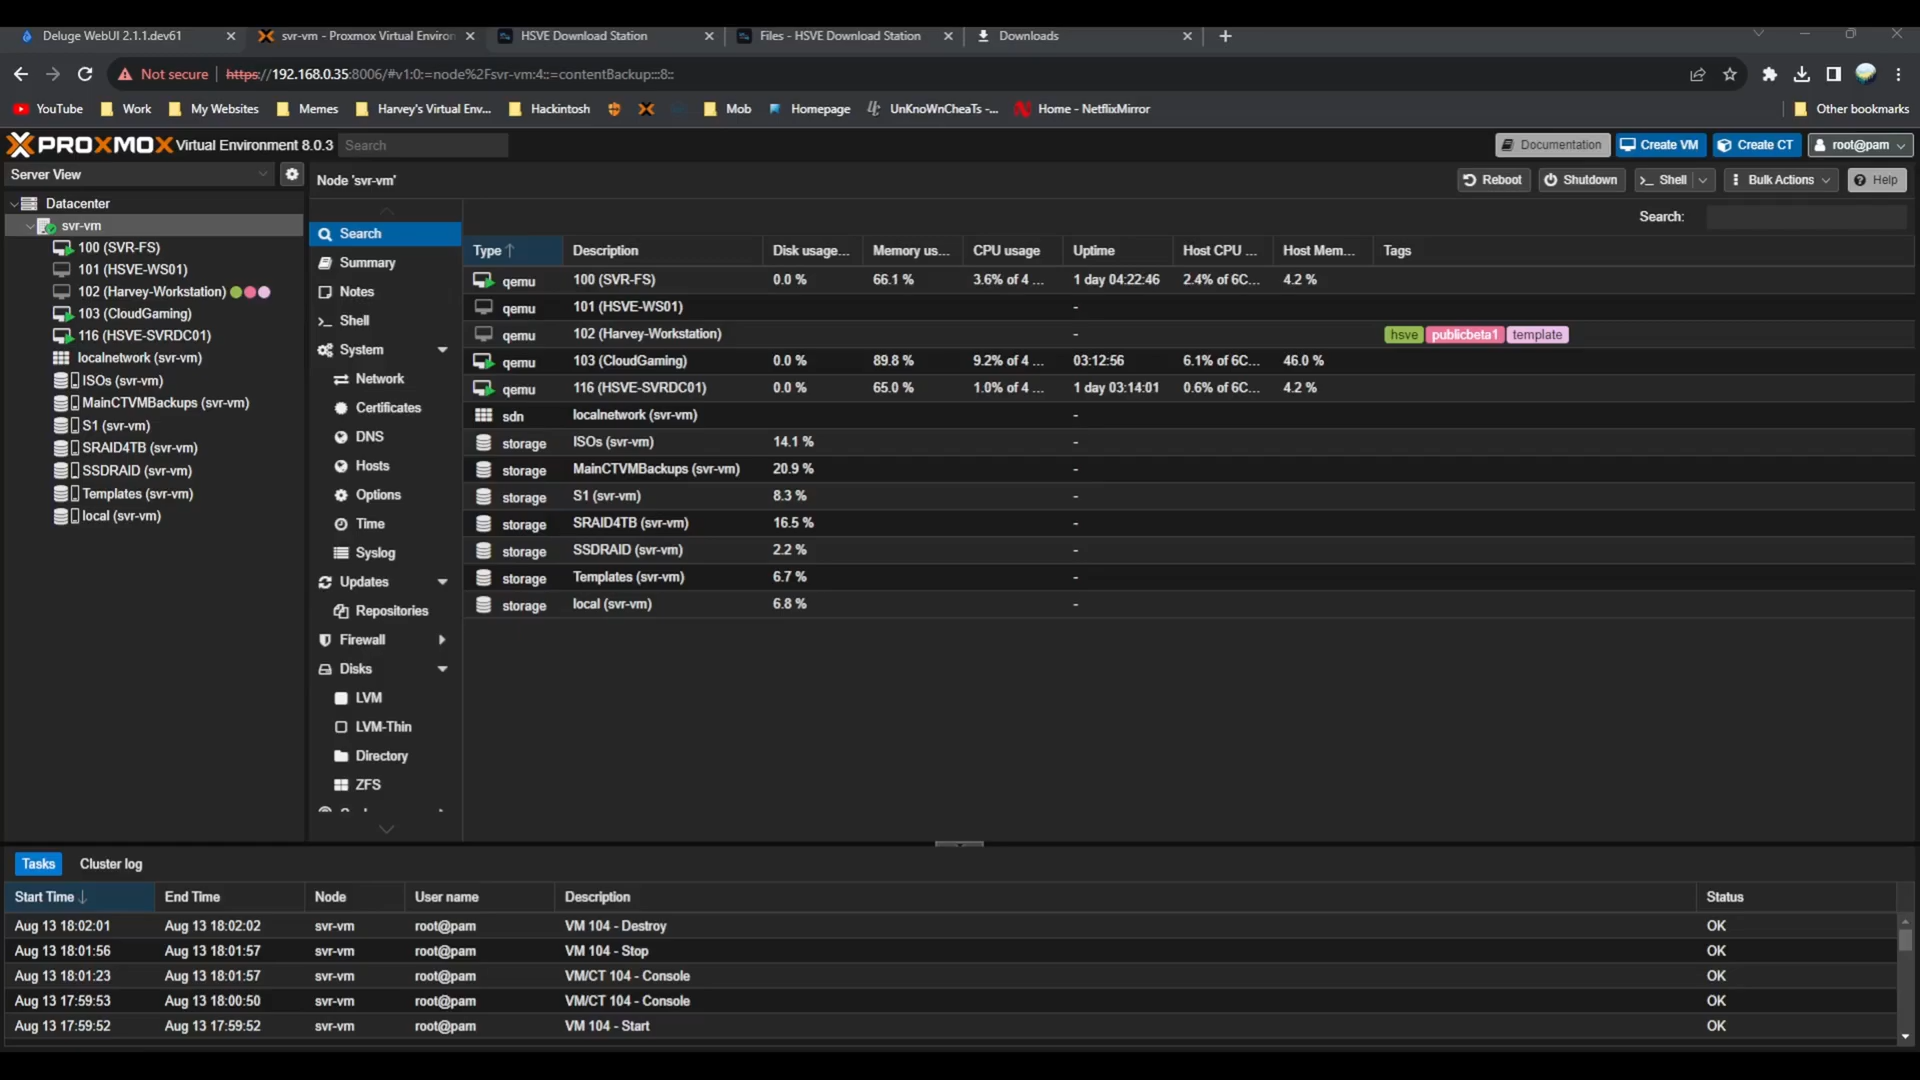 Deluge WebUI 2.1.1.dev61
svr-vm - Proxmox Virtual Environ
HSVE Download Station
Files - HSVE Download Station
Downloads
Not secure
https://192.168.0.35:8006/#v1:0:=node%2Fsvr-vm:4::=contentBackup:::8::
YouTube
Work
My Websites
Memes
Harvey's Virtual Env...
Hackintosh
Mob
Homepage
UnKnoWnCheaTs -...
Home - NetflixMirror
Other bookmarks
PROXMOX Virtual Environment 8.0.3
Search
Documentation
Create VM
Create CT
root@pam
Server View
Node 'svr-vm'
Reboot
Shutdown
Shell
Bulk Actions
Help
Datacenter
svr-vm
100 (SVR-FS)
101 (HSVE-WS01)
102 (Harvey-Workstation)
103 (CloudGaming)
116 (HSVE-SVRDC01)
localnetwork (svr-vm)
ISOs (svr-vm)
MainCTVMBackups (svr-vm)
S1 (svr-vm)
SRAID4TB (svr-vm)
SSDRAID (svr-vm)
Templates (svr-vm)
local (svr-vm)
Search
Summary
Notes
Shell
System
Network
Certificates
DNS
Hosts
Options
Time
Syslog
Updates
Repositories
Firewall
Disks
LVM
LVM-Thin
Directory
ZFS
Search:
Type Description Disk usage... Memory us... CPU usage Uptime Host CPU ... Host Mem... Tags
qemu 100 (SVR-FS) 0.0 % 66.1 % 3.6% of 4 ... 1 day 04:22:46 2.4% of 6C... 4.2 %
qemu 101 (HSVE-WS01) -
qemu 102 (Harvey-Workstation) - hsve publicbeta1 template
qemu 103 (CloudGaming) 0.0 % 89.8 % 9.2% of 4 ... 03:12:56 6.1% of 6C... 46.0 %
qemu 116 (HSVE-SVRDC01) 0.0 % 65.0 % 1.0% of 4 ... 1 day 03:14:01 0.6% of 6C... 4.2 %
sdn localnetwork (svr-vm) -
storage ISOs (svr-vm) 14.1 % -
storage MainCTVMBackups (svr-vm) 20.9 % -
storage S1 (svr-vm) 8.3 % -
storage SRAID4TB (svr-vm) 16.5 % -
storage SSDRAID (svr-vm) 2.2 % -
storage Templates (svr-vm) 6.7 % -
storage local (svr-vm) 6.8 % -
Tasks
Cluster log
Start Time End Time Node User name Description Status
Aug 13 18:02:01 Aug 13 18:02:02 svr-vm root@pam VM 104 - Destroy OK
Aug 13 18:01:56 Aug 13 18:01:57 svr-vm root@pam VM 104 - Stop OK
Aug 13 18:01:23 Aug 13 18:01:57 svr-vm root@pam VM/CT 104 - Console OK
Aug 13 17:59:53 Aug 13 18:00:50 svr-vm root@pam VM/CT 104 - Console OK
Aug 13 17:59:52 Aug 13 17:59:52 svr-vm root@pam VM 104 - Start OK